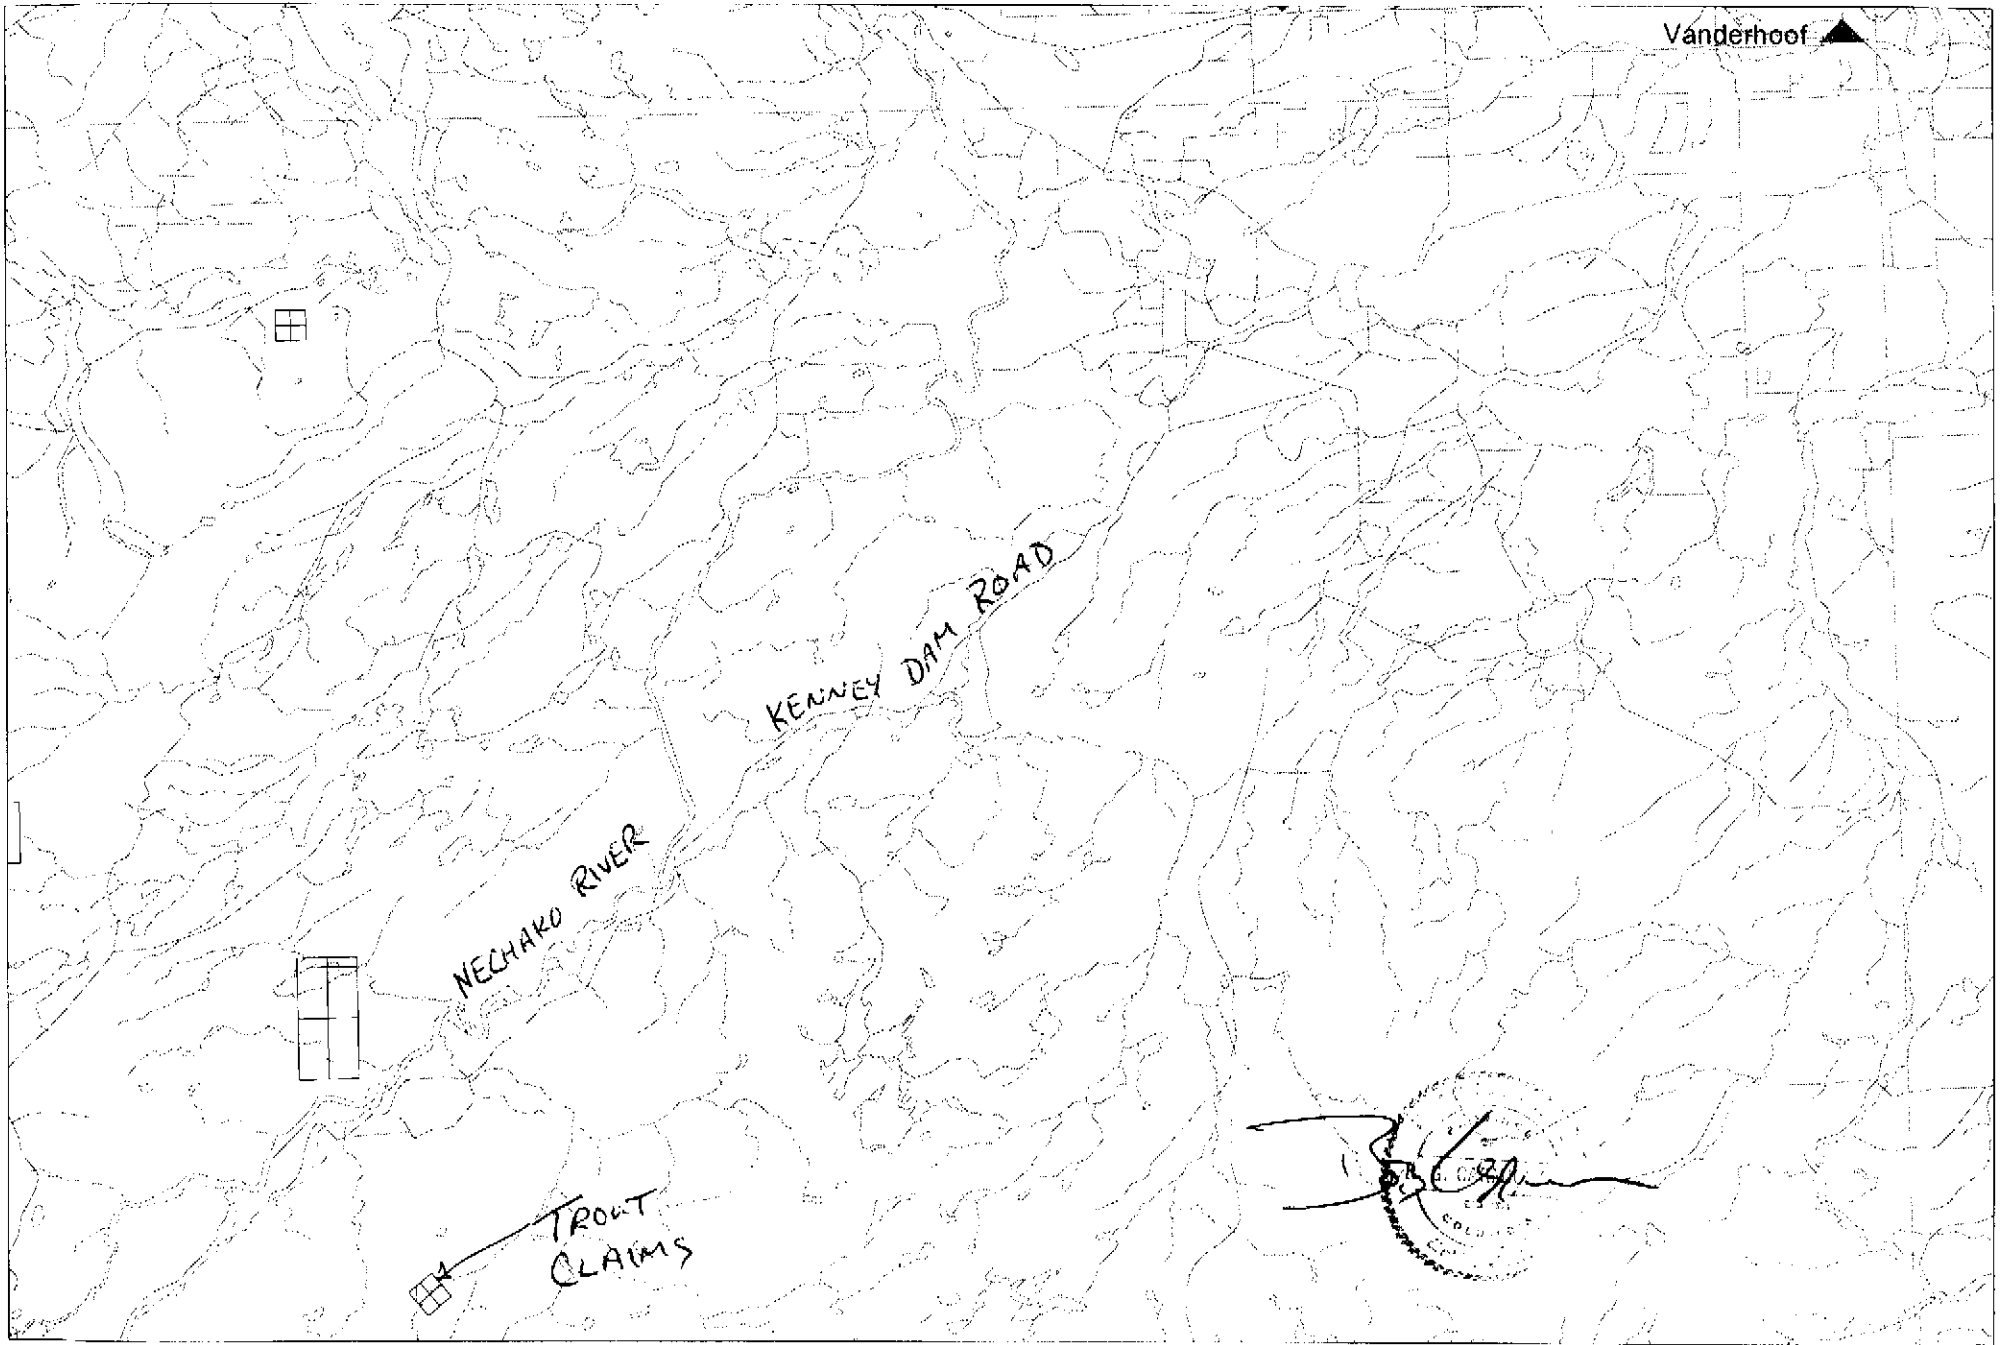 Vanderhoof
KENNEY DAM ROAD
NECHAKO RIVER
TROUT
CLAIMS